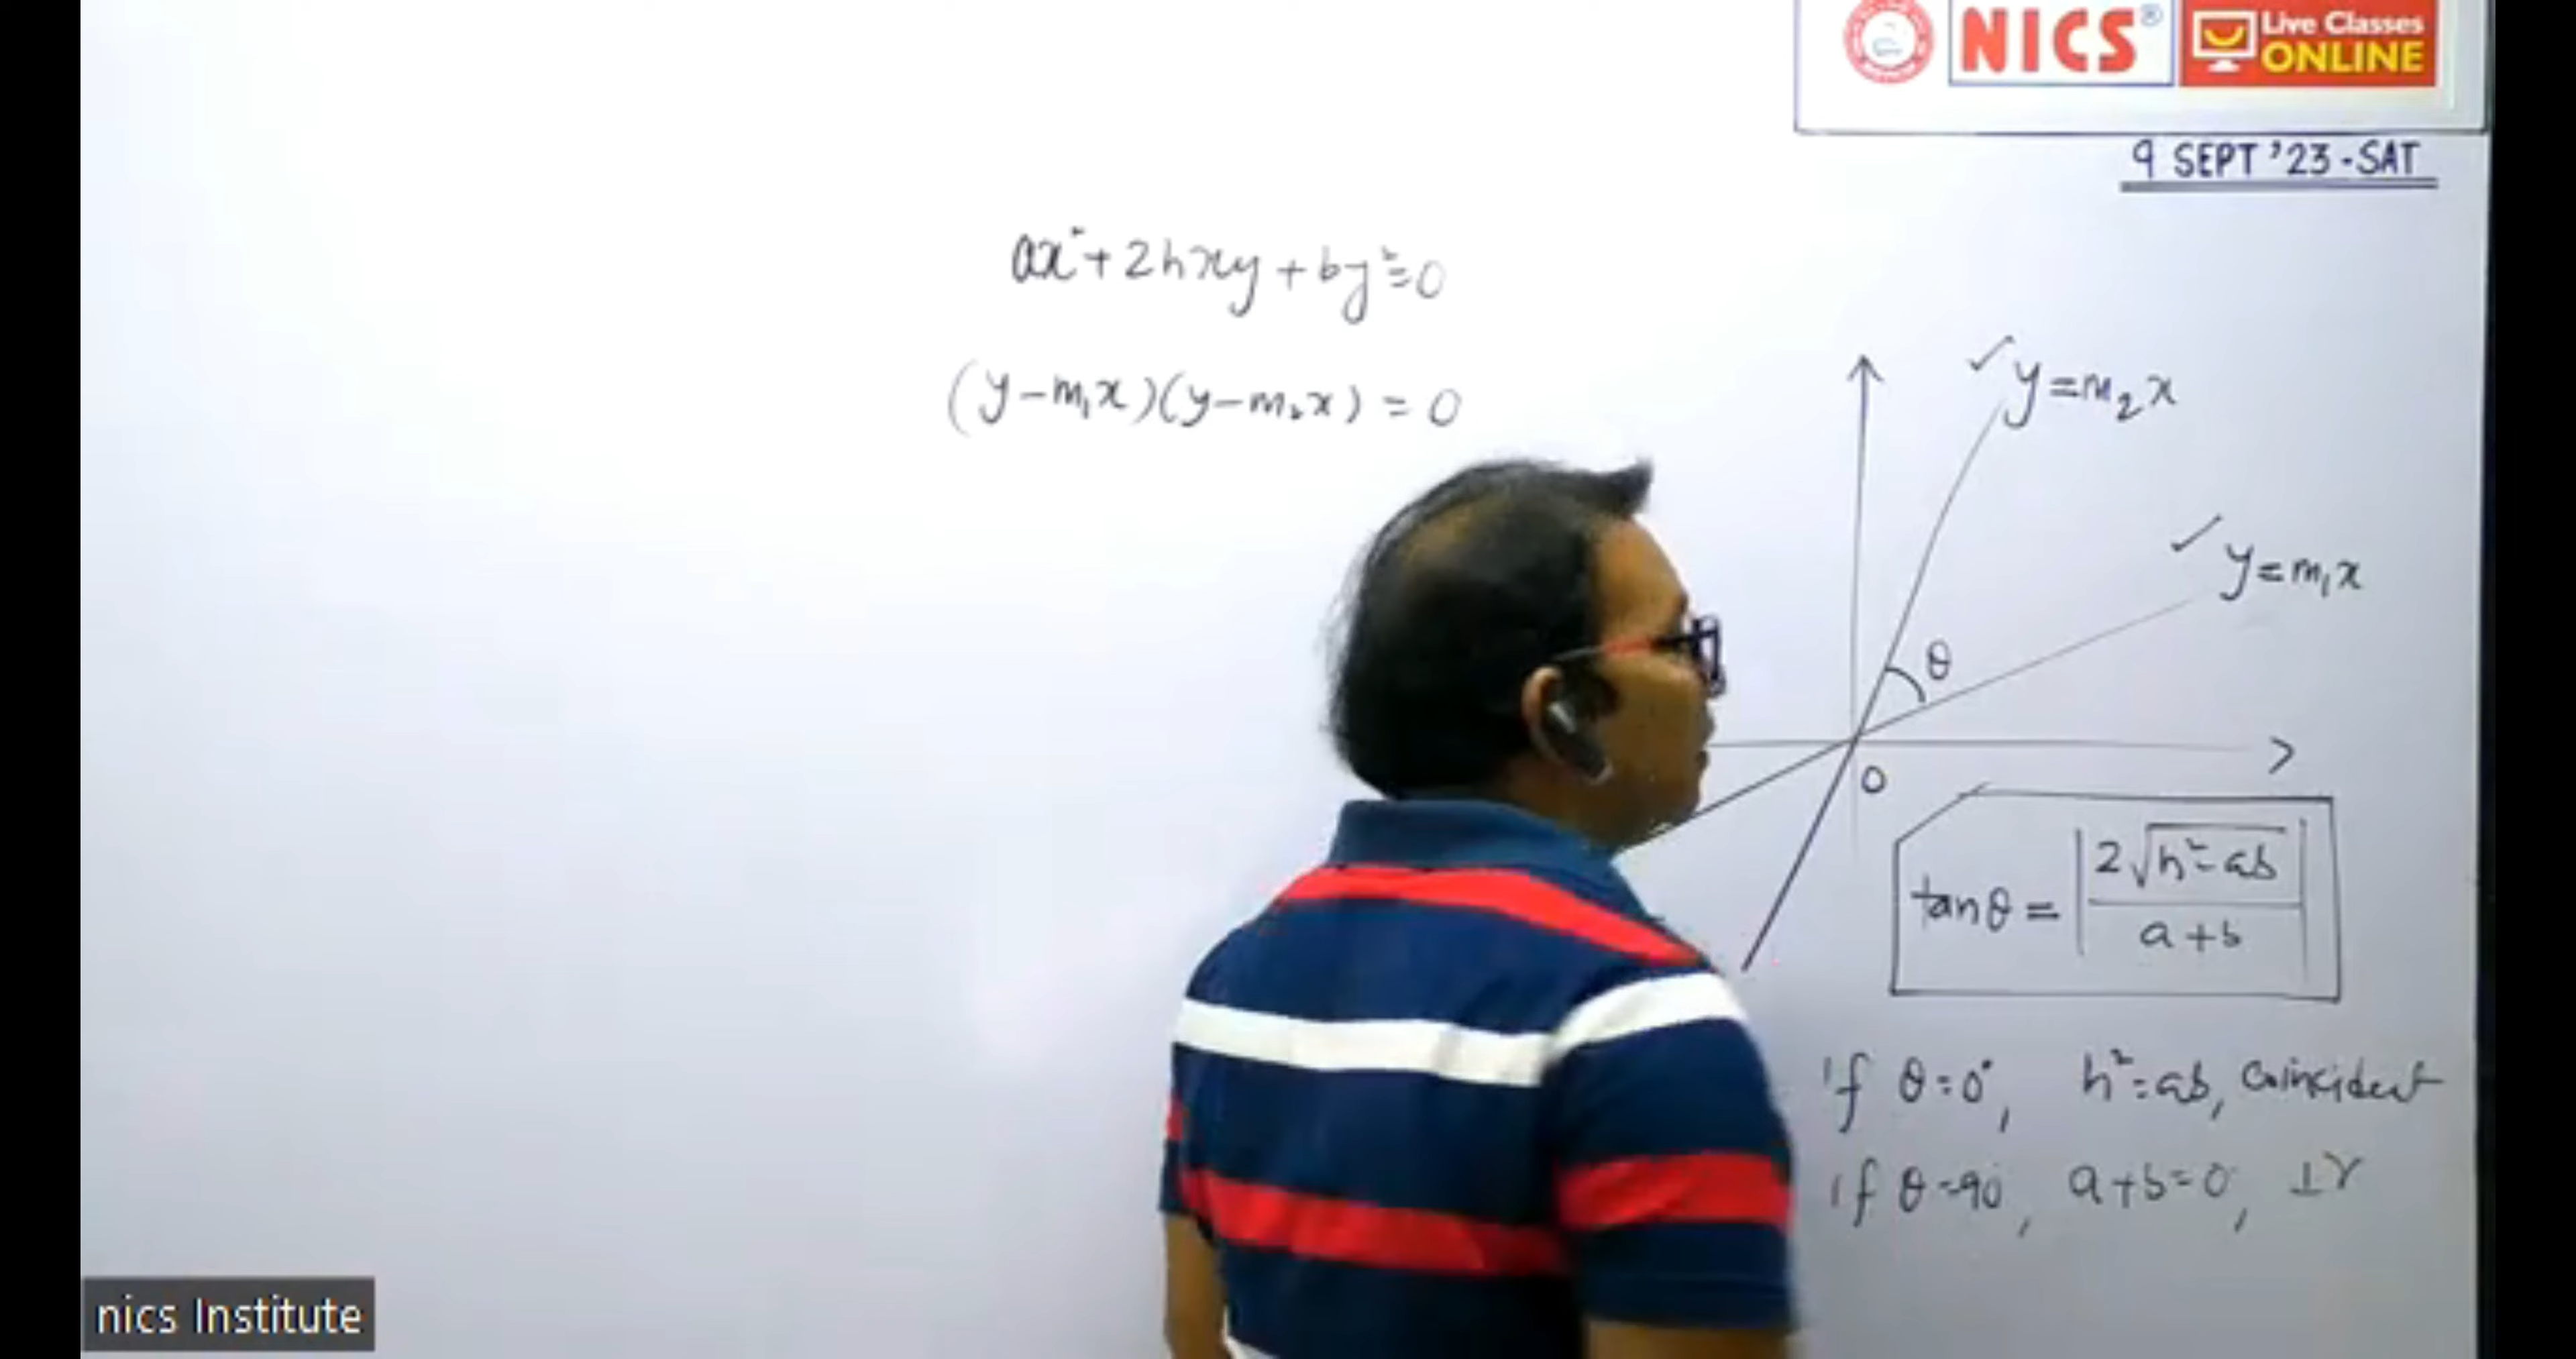 NICS®
Live Classes
ONLINE
9 SEPT '23 - SAT
ax² + 2hxy + by² = 0
(y - m₁x)(y - m₂x) = 0
✓ y = m₂x
✓ y = m₁x
θ
O
tanθ = |2√(h² - ab) / (a + b)|
if θ = 0°, h² = ab, Coincident
if θ = 90, a + b = 0, ⊥r
nics Institute